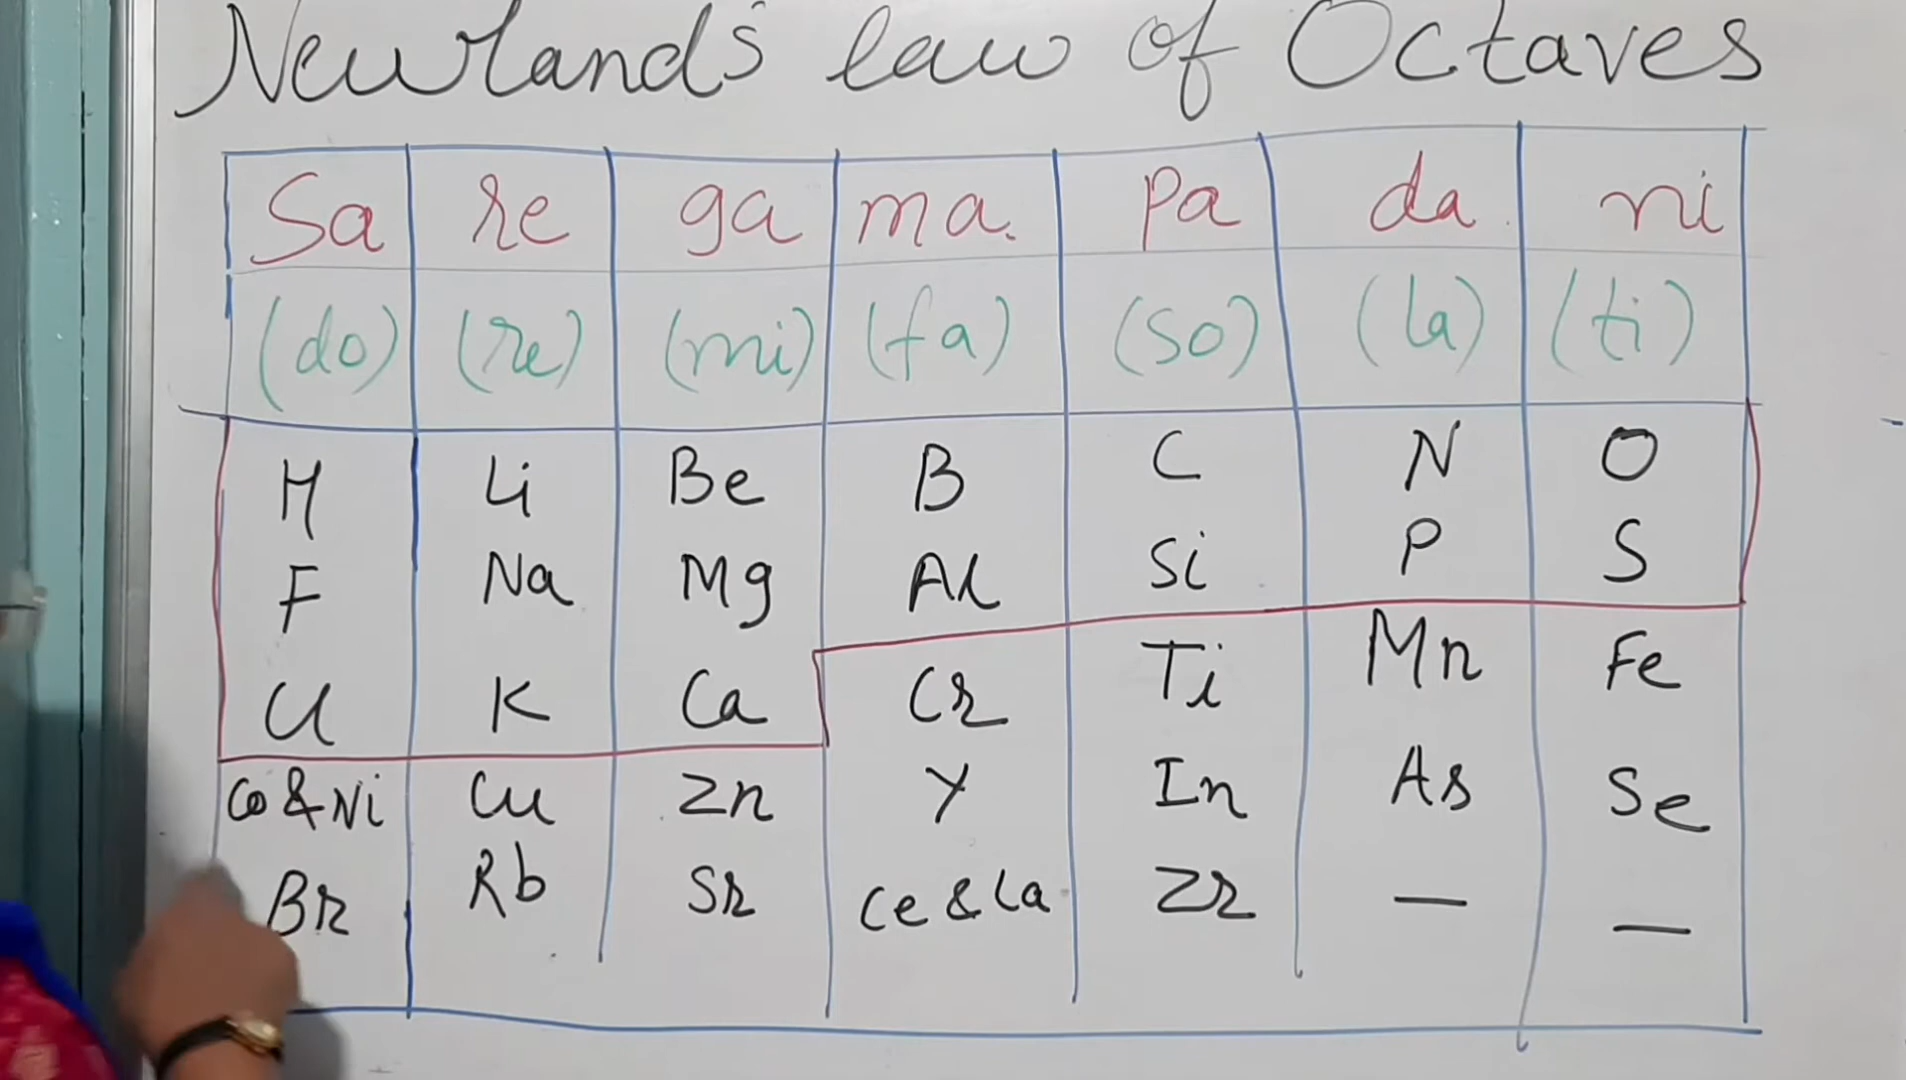 Newlands law of Octaves
Sa re ga ma. Pa da ni
(do) (re) (mi) (fa) (so) (la) (ti)
H Li Be B C N O
F Na Mg Al Si P S
Cl K Ca Cr Ti Mn Fe
Co & Ni Cu Zn Y In As Se
Br Rb Sr Ce & La Zr — —